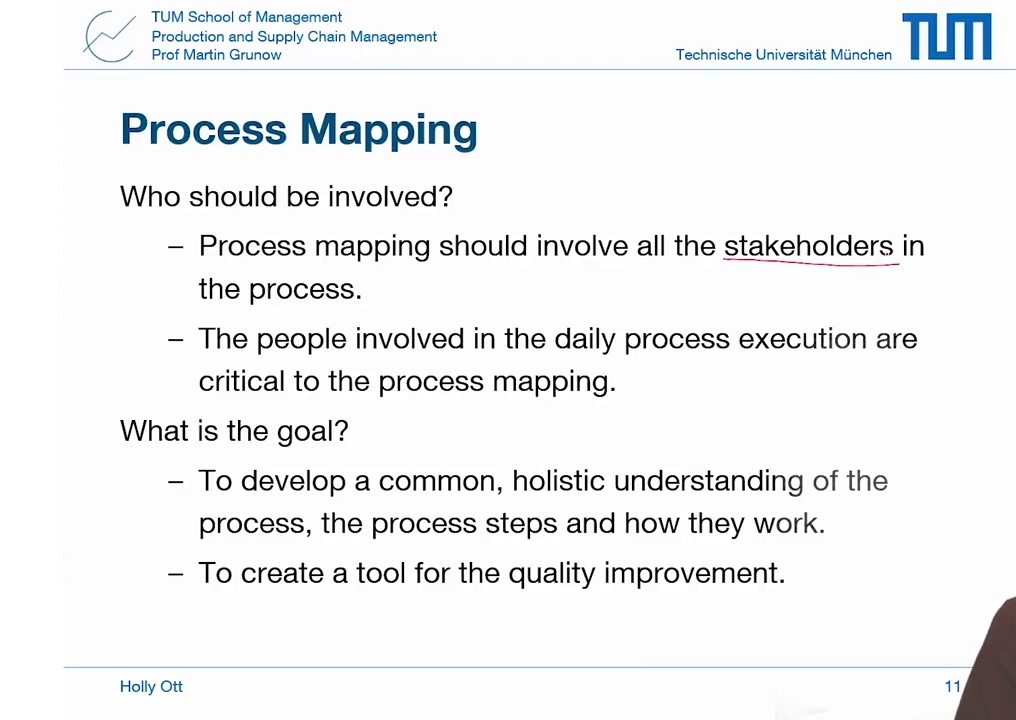 TUM School of Management
Production and Supply Chain Management
Prof Martin Grunow
Technische Universität München
TUM
Process Mapping
Who should be involved?
– Process mapping should involve all the stakeholders in
the process.
– The people involved in the daily process execution are
critical to the process mapping.
What is the goal?
– To develop a common, holistic understanding of the
process, the process steps and how they work.
– To create a tool for the quality improvement.
Holly Ott
11